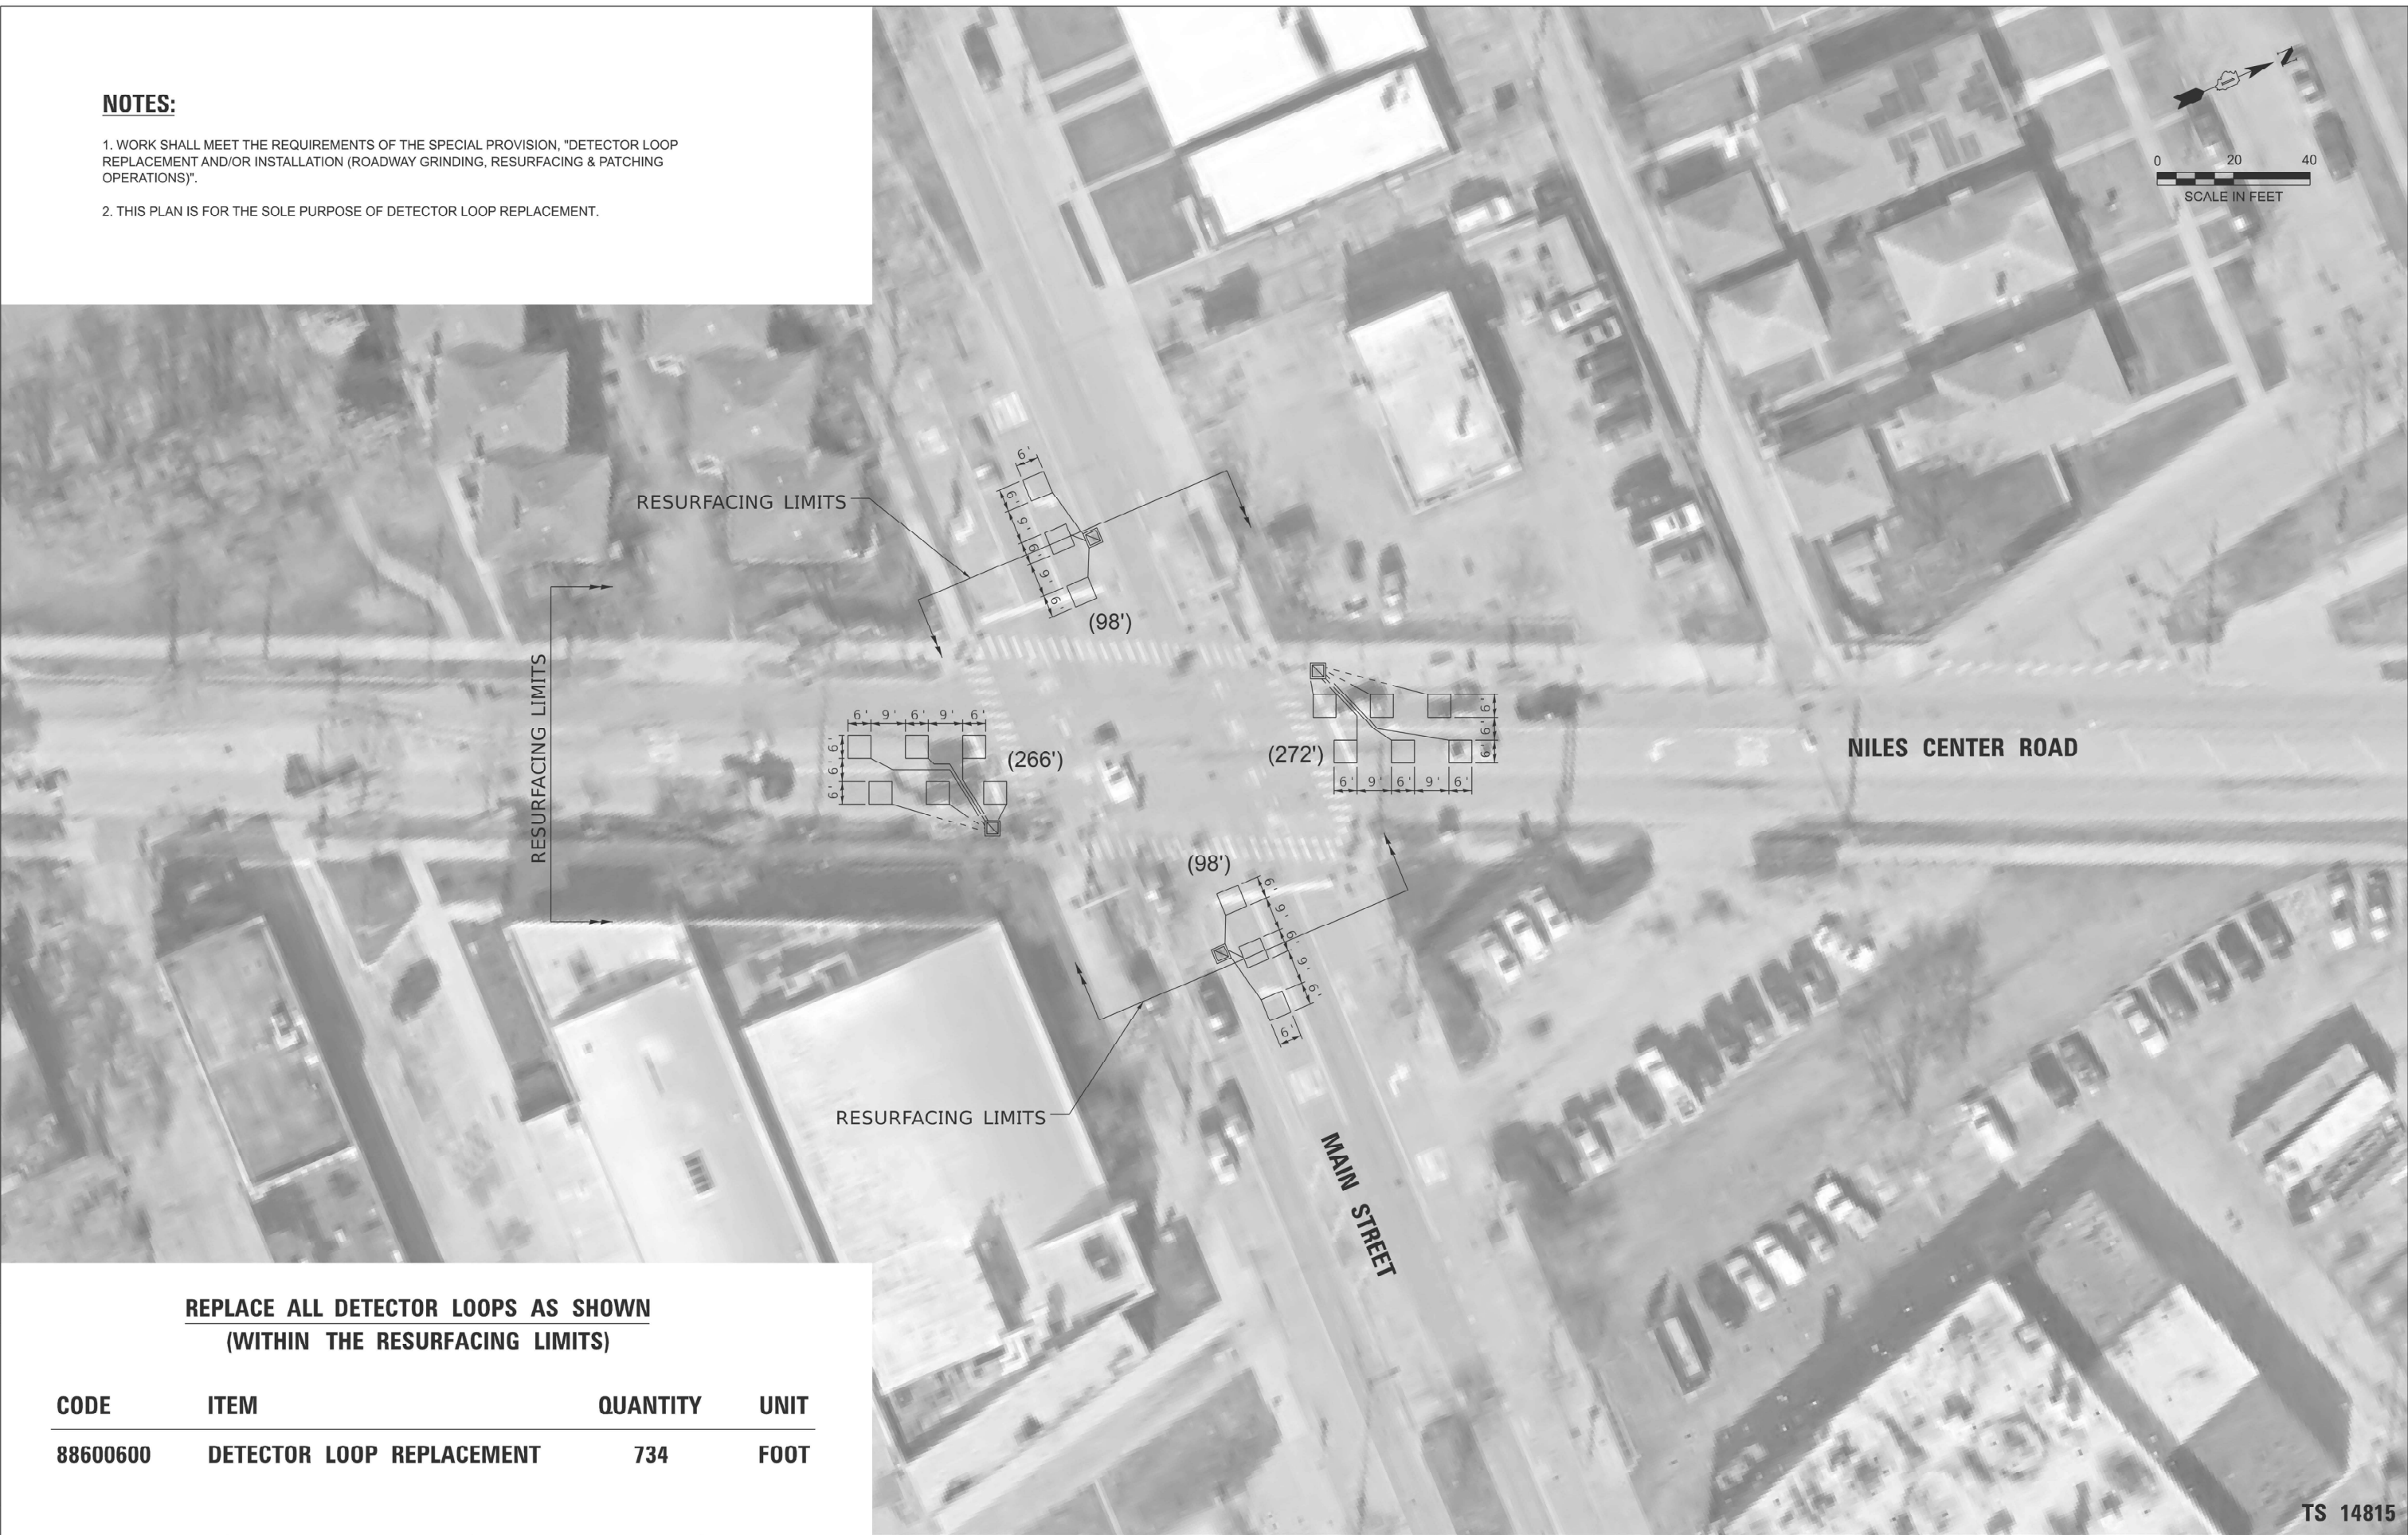 NOTES:
1. WORK SHALL MEET THE REQUIREMENTS OF THE SPECIAL PROVISION, "DETECTOR LOOP
REPLACEMENT AND/OR INSTALLATION (ROADWAY GRINDING, RESURFACING & PATCHING
OPERATIONS)".
2. THIS PLAN IS FOR THE SOLE PURPOSE OF DETECTOR LOOP REPLACEMENT.
N
0 20 40
SCALE IN FEET
6'
RESURFACING LIMITS
6'
9'
6'
9'
6'
(98')
RESURFACING LIMITS
6' 9' 6' 9' 6'
6'
6'
6'
(266')
(272')
6'
6'
6'
6' 9' 6' 9' 6'
NILES CENTER ROAD
(98')
6'
9'
6'
9'
6'
6'
RESURFACING LIMITS
MAIN STREET
REPLACE ALL DETECTOR LOOPS AS SHOWN
(WITHIN THE RESURFACING LIMITS)
CODE ITEM QUANTITY UNIT
88600600 DETECTOR LOOP REPLACEMENT 734 FOOT
TS 14815